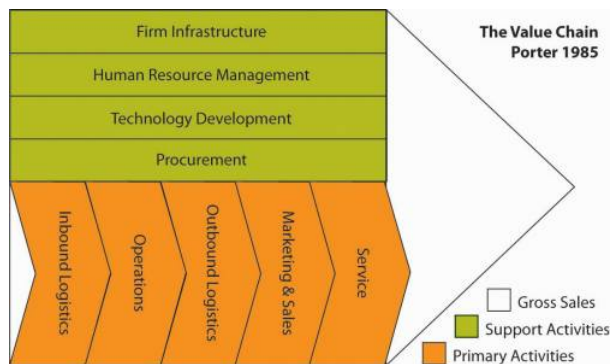 Firm Infrastructure
The Value Chain
Porter 1985
Human Resource Management
Technology Development
Procurement
Inbound Logistics
Operations
Outbound Logistics
Marketing & Sales
Service
Gross Sales
Support Activities
Primary Activities